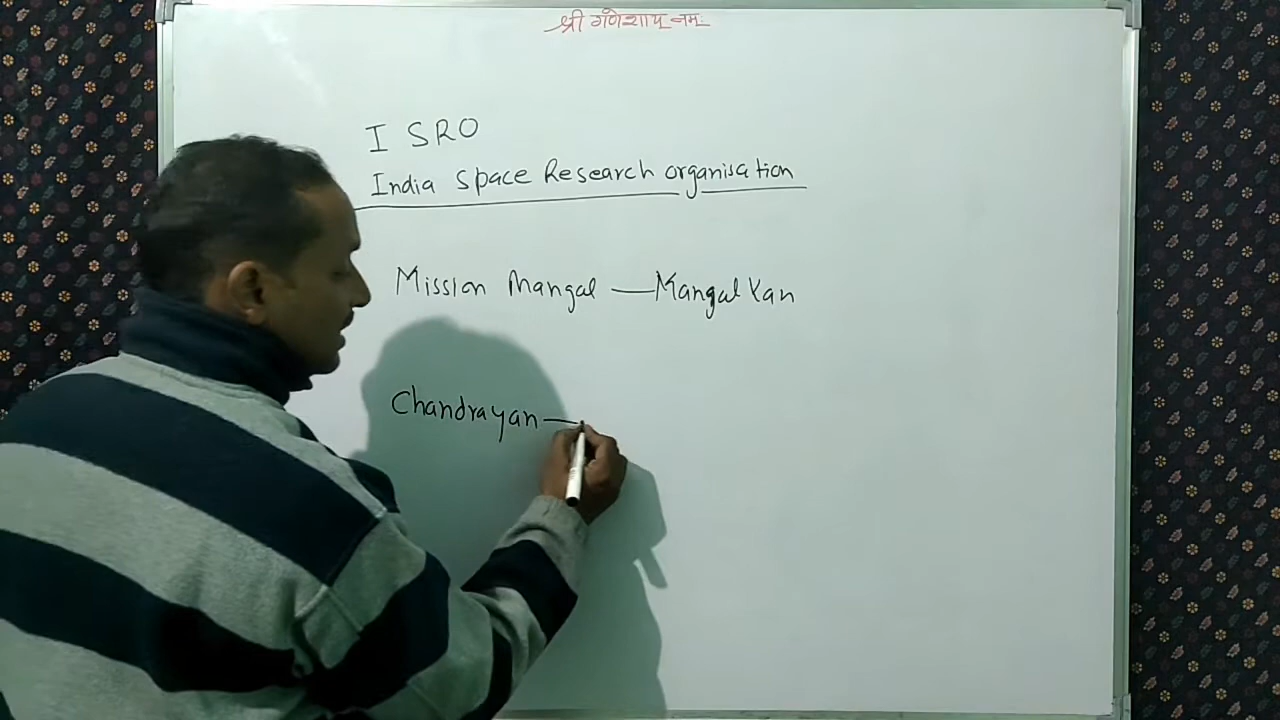 श्री गणेशाय नमः
I SRO
India Space Research organisation
Mission Mangal — Mangal Yan
Chandrayan —